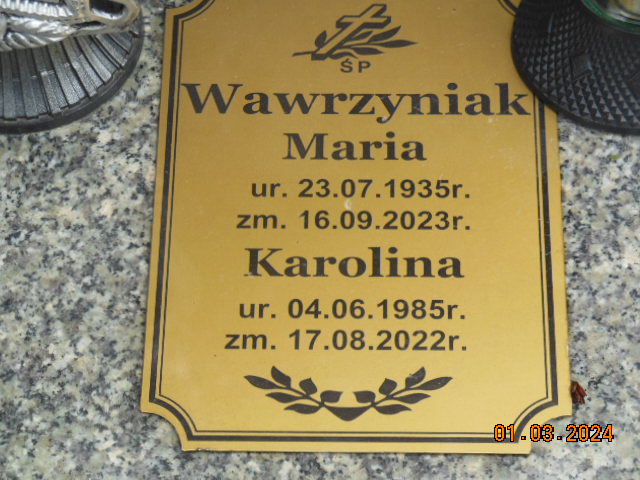 ŚP
Wawrzyniak
Maria
ur. 23.07.1935r.
zm. 16.09.2023r.
Karolina
ur. 04.06.1985r.
zm. 17.08.2022r.
01.03.2024